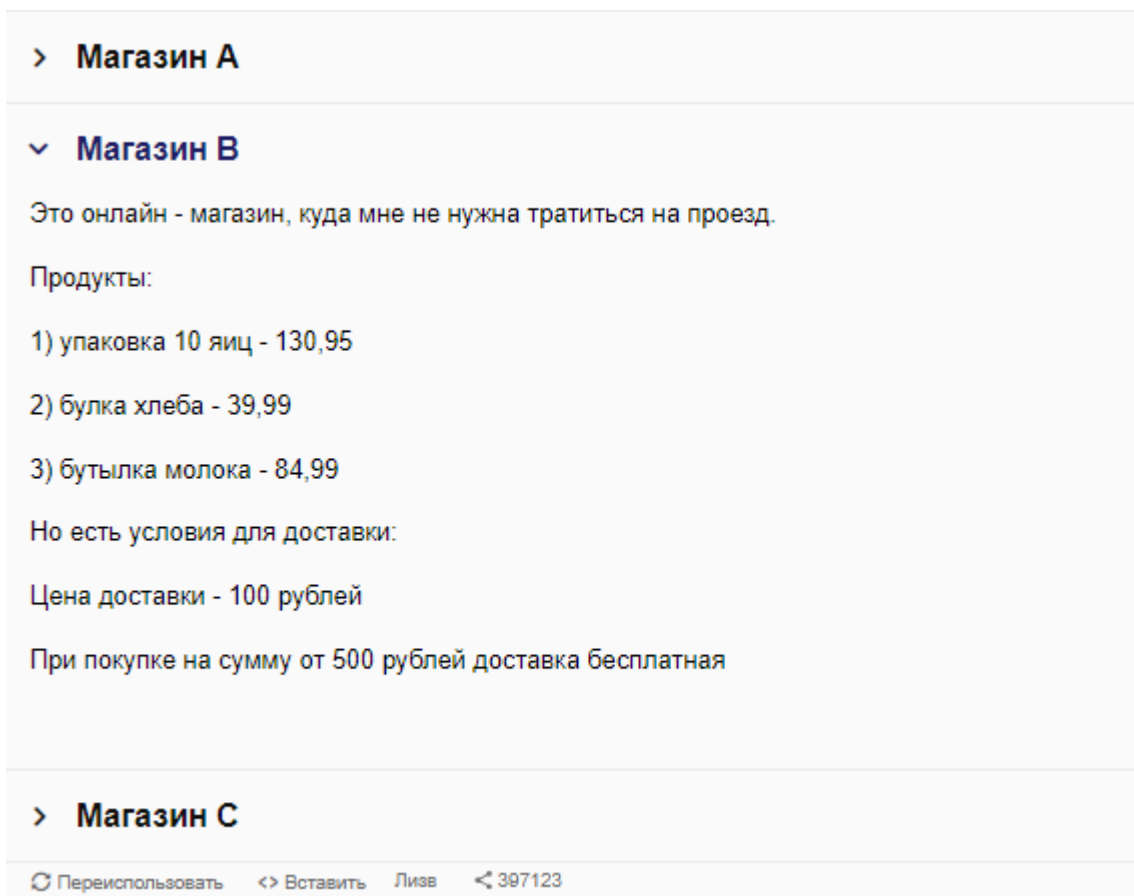 Магазин А
Магазин В
Это онлайн - магазин, куда мне не нужна тратиться на проезд.
Продукты:
1) упаковка 10 яиц - 130,95
2) булка хлеба - 39,99
3) бутылка молока - 84,99
Но есть условия для доставки:
Цена доставки - 100 рублей
При покупке на сумму от 500 рублей доставка бесплатная
Магазин С
Переиспользовать <> Вставить Лизв 397123